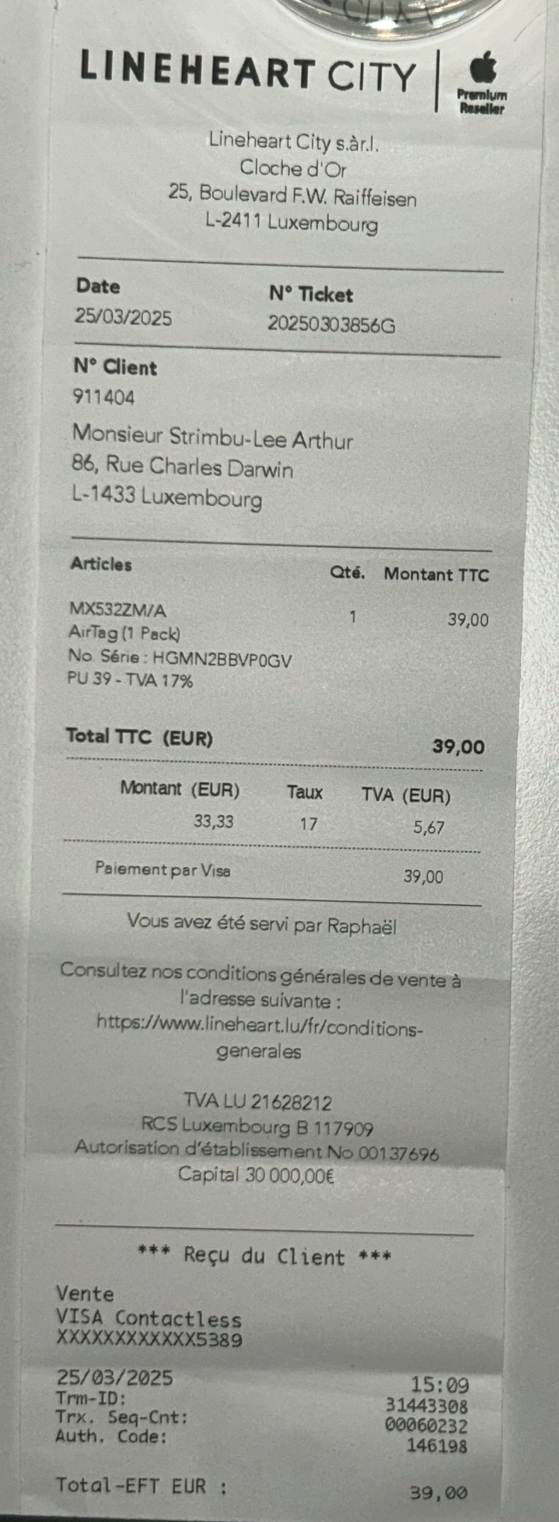 LINEHEART CITY
Premium
Reseller
Lineheart City s.àr.l.
Cloche d'Or
25, Boulevard F.W. Raiffeisen
L-2411 Luxembourg
Date N° Ticket
25/03/2025 20250303856G
N° Client
911404
Monsieur Strimbu-Lee Arthur
86, Rue Charles Darwin
L-1433 Luxembourg
Articles Qté. Montant TTC
MX532ZM/A 1 39,00
AirTag (1 Pack)
No. Série : HGMN2BBVP0GV
PU 39 - TVA 17%
Total TTC (EUR) 39,00
Montant (EUR) Taux TVA (EUR)
33,33 17 5,67
Paiement par Visa 39,00
Vous avez été servi par Raphaël
Consultez nos conditions générales de vente à
l'adresse suivante :
https://www.lineheart.lu/fr/conditions-
generales
TVA LU 21628212
RCS Luxembourg B 117909
Autorisation d'établissement No 00137696
Capital 30 000,00€
*** Reçu du Client ***
Vente
VISA Contactless
XXXXXXXXXXXX5389
25/03/2025 15:09
Trm-ID: 31443308
Trx. Seq-Cnt: 00060232
Auth. Code: 146198
Total-EFT EUR : 39,00